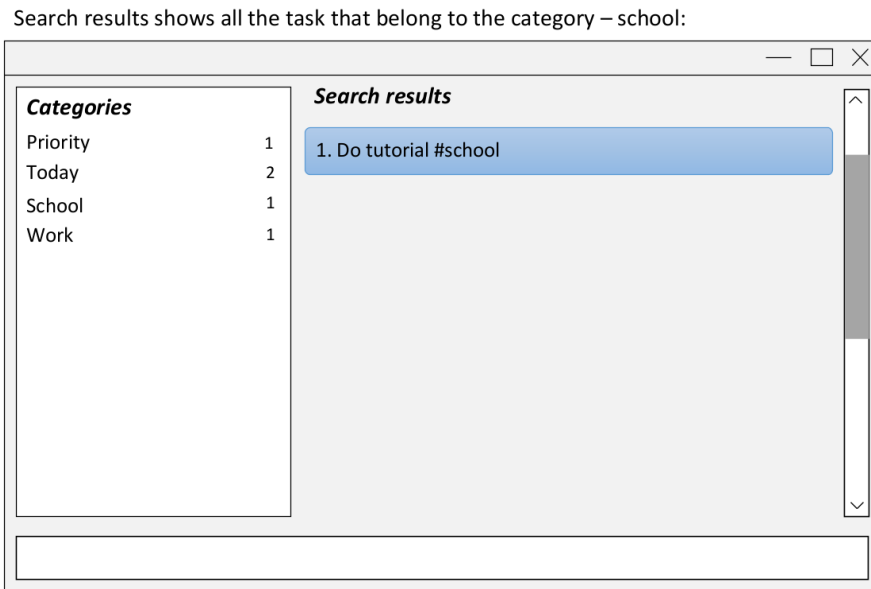 Search results shows all the task that belong to the category – school:
Categories
Priority 1
Today 2
School 1
Work 1
Search results
1. Do tutorial #school